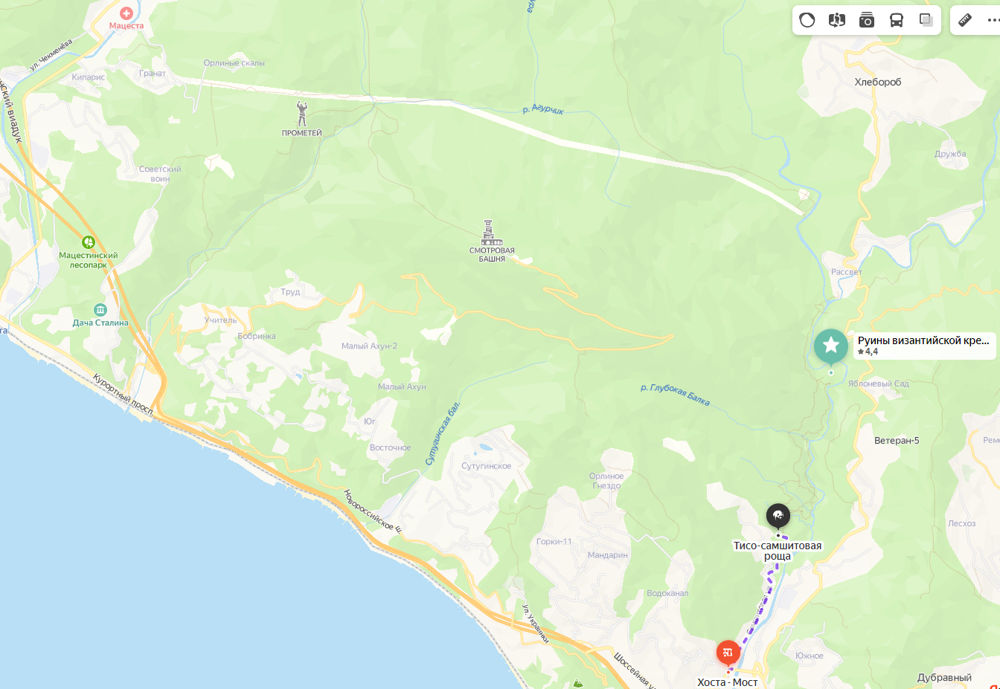 Мацеста
ул. Чекменёва
Орлиные скалы
Кипарис
Гранат
Хлебороб
р. Агурчик
виадук
ПРОМЕТЕЙ
Дружба
Советский
воин
СМОТРОВАЯ
БАШНЯ
Мацестинский
лесопарк
Рассвет
Труд
Дача Сталина
Учитель
Бобринка
Малый Ахун-2
Руины византийской кре...
4,4
Курортный просп.
Малый Ахун
р. Глубокая Балка
Яблоневый Сад
Сутугинская бал.
Юг
Восточное
Ветеран-5
Сутугинское
Орлиное
Гнездо
Новороссийское ш.
Лесхоз
Горки-11
Мандарин
Тисо-самшитовая
роща
Водоканал
ул. Украинки
Шоссейная у
Южное
Хоста - Мост
Дубравный